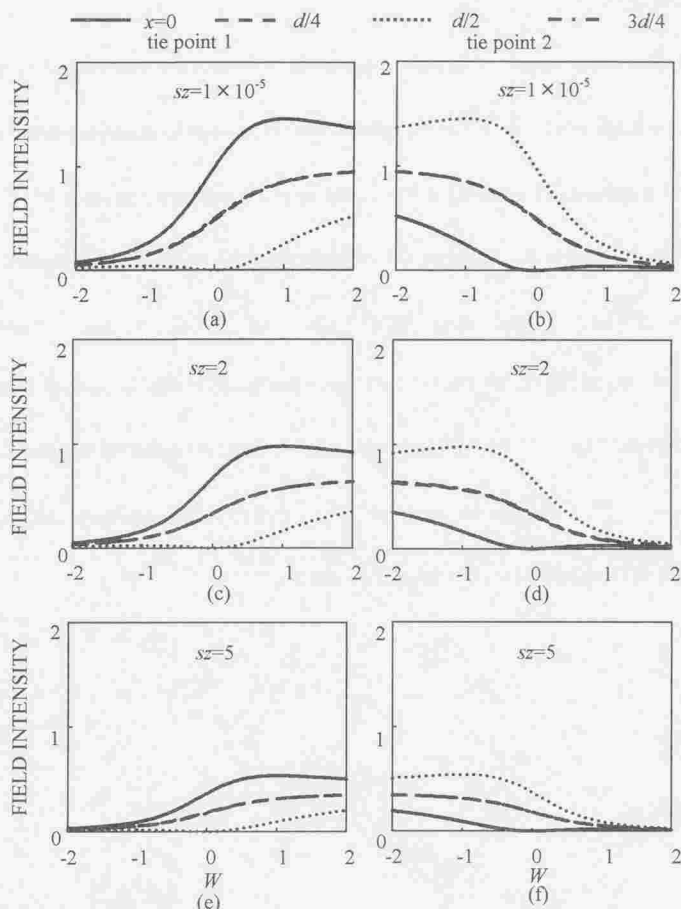 x=0 d/4 d/2 3d/4
tie point 1 tie point 2
2 2
sz=1×10⁻⁵ sz=1×10⁻⁵
FIELD INTENSITY
1 1
0 0
-2 -1 0 1 2 -2 -1 0 1 2
(a) (b)
2 2
sz=2 sz=2
FIELD INTENSITY
1 1
0 0
-2 -1 0 1 2 -2 -1 0 1 2
(c) (d)
2 2
sz=5 sz=5
FIELD INTENSITY
1 1
0 0
-2 -1 0 1 2 -2 -1 0 1 2
W W
(e) (f)